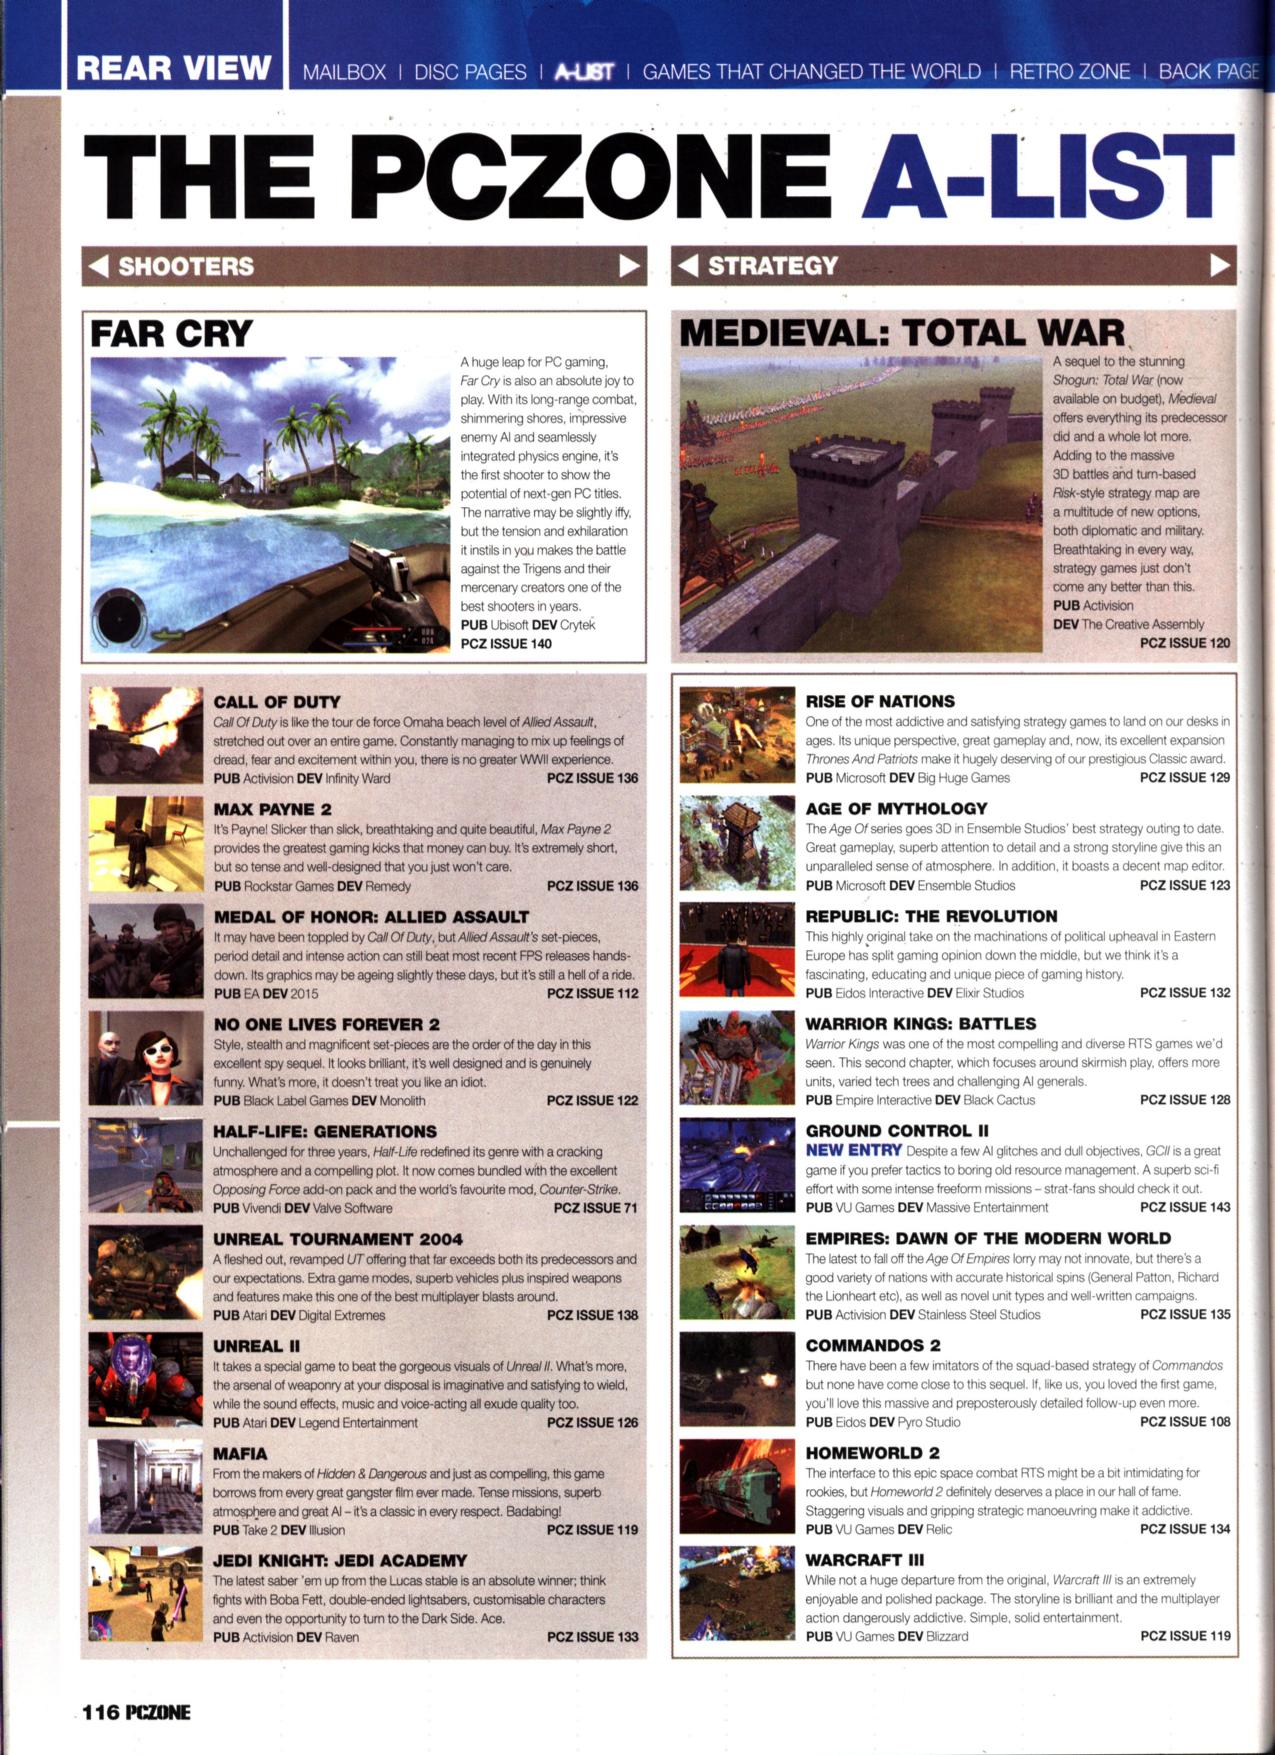 REAR VIEW
MAILBOX | DISC PAGES | A-LIST | GAMES THAT CHANGED THE WORLD | RETRO ZONE | BACK PAGE
THE PCZONE A-LIST
SHOOTERS
FAR CRY
A huge leap for PC gaming,
Far Cry is also an absolute joy to
play. With its long-range combat,
shimmering shores, impressive
enemy AI and seamlessly
integrated physics engine, it's
the first shooter to show the
potential of next-gen PC titles.
The narrative may be slightly iffy,
but the tension and exhilaration
it instils in you makes the battle
against the Trigens and their
mercenary creators one of the
best shooters in years.
PUB Ubisoft DEV Crytek
PCZ ISSUE 140
CALL OF DUTY
Call Of Duty is like the tour de force Omaha beach level of Allied Assault,
stretched out over an entire game. Constantly managing to mix up feelings of
dread, fear and excitement within you, there is no greater WWII experience.
PUB Activision DEV Infinity Ward PCZ ISSUE 136
MAX PAYNE 2
It's Payne! Slicker than slick, breathtaking and quite beautiful, Max Payne 2
provides the greatest gaming kicks that money can buy. It's extremely short,
but so tense and well-designed that you just won't care.
PUB Rockstar Games DEV Remedy PCZ ISSUE 136
MEDAL OF HONOR: ALLIED ASSAULT
It may have been toppled by Call Of Duty, but Allied Assault's set-pieces,
period detail and intense action can still beat most recent FPS releases hands-
down. Its graphics may be ageing slightly these days, but it's still a hell of a ride.
PUB EA DEV 2015 PCZ ISSUE 112
NO ONE LIVES FOREVER 2
Style, stealth and magnificent set-pieces are the order of the day in this
excellent spy sequel. It looks brilliant, it's well designed and is genuinely
funny. What's more, it doesn't treat you like an idiot.
PUB Black Label Games DEV Monolith PCZ ISSUE 122
HALF-LIFE: GENERATIONS
Unchallenged for three years, Half-Life redefined its genre with a cracking
atmosphere and a compelling plot. It now comes bundled with the excellent
Opposing Force add-on pack and the world's favourite mod, Counter-Strike.
PUB Vivendi DEV Valve Software PCZ ISSUE 71
UNREAL TOURNAMENT 2004
A fleshed out, revamped UT offering that far exceeds both its predecessors and
our expectations. Extra game modes, superb vehicles plus inspired weapons
and features make this one of the best multiplayer blasts around.
PUB Atari DEV Digital Extremes PCZ ISSUE 138
UNREAL II
It takes a special game to beat the gorgeous visuals of Unreal II. What's more,
the arsenal of weaponry at your disposal is imaginative and satisfying to wield,
while the sound effects, music and voice-acting all exude quality too.
PUB Atari DEV Legend Entertainment PCZ ISSUE 126
MAFIA
From the makers of Hidden & Dangerous and just as compelling, this game
borrows from every great gangster film ever made. Tense missions, superb
atmosphere and great AI – it's a classic in every respect. Badabing!
PUB Take 2 DEV Illusion PCZ ISSUE 119
JEDI KNIGHT: JEDI ACADEMY
The latest saber 'em up from the Lucas stable is an absolute winner; think
fights with Boba Fett, double-ended lightsabers, customisable characters
and even the opportunity to turn to the Dark Side. Ace.
PUB Activision DEV Raven PCZ ISSUE 133
STRATEGY
MEDIEVAL: TOTAL WAR
A sequel to the stunning
Shogun: Total War (now
available on budget), Medieval
offers everything its predecessor
did and a whole lot more.
Adding to the massive
3D battles and turn-based
Risk-style strategy map are
a multitude of new options,
both diplomatic and military.
Breathtaking in every way,
strategy games just don't
come any better than this.
PUB Activision
DEV The Creative Assembly
PCZ ISSUE 120
RISE OF NATIONS
One of the most addictive and satisfying strategy games to land on our desks in
ages. Its unique perspective, great gameplay and, now, its excellent expansion
Thrones And Patriots make it hugely deserving of our prestigious Classic award.
PUB Microsoft DEV Big Huge Games PCZ ISSUE 129
AGE OF MYTHOLOGY
The Age Of series goes 3D in Ensemble Studios' best strategy outing to date.
Great gameplay, superb attention to detail and a strong storyline give this an
unparalleled sense of atmosphere. In addition, it boasts a decent map editor.
PUB Microsoft DEV Ensemble Studios PCZ ISSUE 123
REPUBLIC: THE REVOLUTION
This highly original take on the machinations of political upheaval in Eastern
Europe has split gaming opinion down the middle, but we think it's a
fascinating, educating and unique piece of gaming history.
PUB Eidos Interactive DEV Elixir Studios PCZ ISSUE 132
WARRIOR KINGS: BATTLES
Warrior Kings was one of the most compelling and diverse RTS games we'd
seen. This second chapter, which focuses around skirmish play, offers more
units, varied tech trees and challenging AI generals.
PUB Empire Interactive DEV Black Cactus PCZ ISSUE 128
GROUND CONTROL II
NEW ENTRY Despite a few AI glitches and dull objectives, GCII is a great
game if you prefer tactics to boring old resource management. A superb sci-fi
effort with some intense freeform missions – strat-fans should check it out.
PUB VU Games DEV Massive Entertainment PCZ ISSUE 143
EMPIRES: DAWN OF THE MODERN WORLD
The latest to fall off the Age Of Empires lorry may not innovate, but there's a
good variety of nations with accurate historical spins (General Patton, Richard
the Lionheart etc), as well as novel unit types and well-written campaigns.
PUB Activision DEV Stainless Steel Studios PCZ ISSUE 135
COMMANDOS 2
There have been a few imitators of the squad-based strategy of Commandos
but none have come close to this sequel. If, like us, you loved the first game,
you'll love this massive and preposterously detailed follow-up even more.
PUB Eidos DEV Pyro Studio PCZ ISSUE 108
HOMEWORLD 2
The interface to this epic space combat RTS might be a bit intimidating for
rookies, but Homeworld 2 definitely deserves a place in our hall of fame.
Staggering visuals and gripping strategic manoeuvring make it addictive.
PUB VU Games DEV Relic PCZ ISSUE 134
WARCRAFT III
While not a huge departure from the original, Warcraft III is an extremely
enjoyable and polished package. The storyline is brilliant and the multiplayer
action dangerously addictive. Simple, solid entertainment.
PUB VU Games DEV Blizzard PCZ ISSUE 119
116 PCZONE